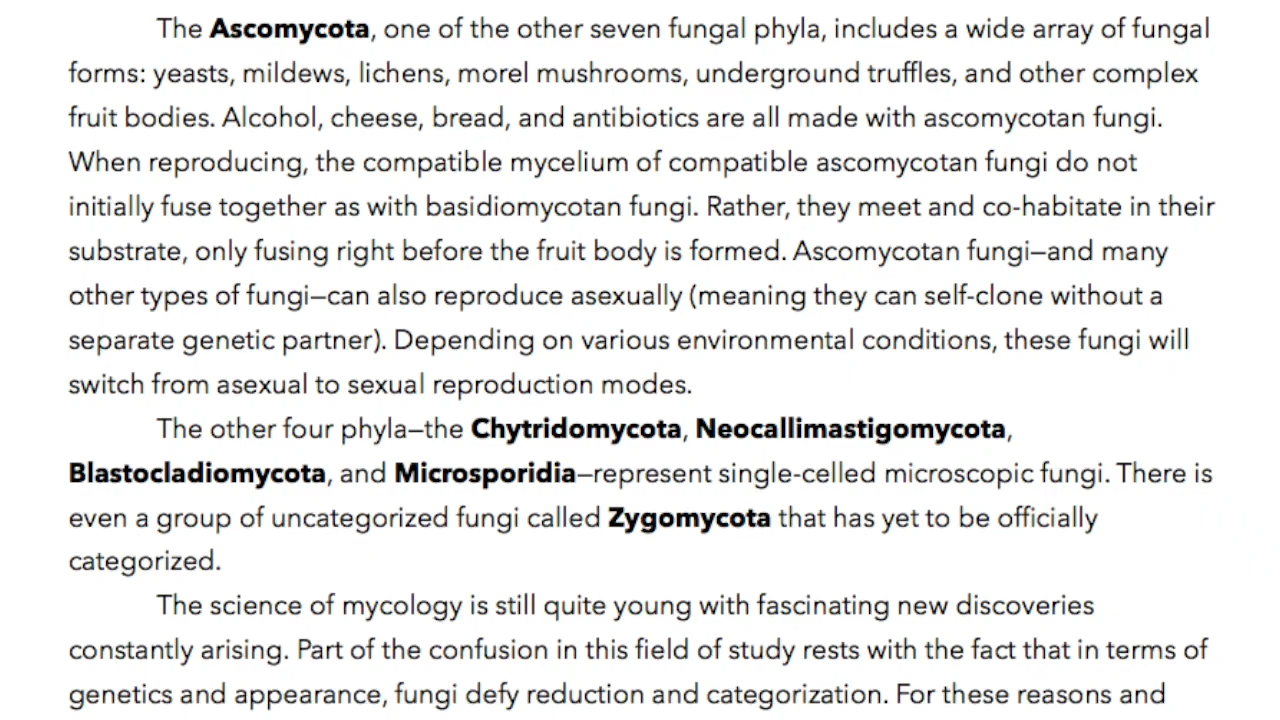 The Ascomycota, one of the other seven fungal phyla, includes a wide array of fungal
forms: yeasts, mildews, lichens, morel mushrooms, underground truffles, and other complex
fruit bodies. Alcohol, cheese, bread, and antibiotics are all made with ascomycotan fungi.
When reproducing, the compatible mycelium of compatible ascomycotan fungi do not
initially fuse together as with basidiomycotan fungi. Rather, they meet and co-habitate in their
substrate, only fusing right before the fruit body is formed. Ascomycotan fungi—and many
other types of fungi—can also reproduce asexually (meaning they can self-clone without a
separate genetic partner). Depending on various environmental conditions, these fungi will
switch from asexual to sexual reproduction modes.
The other four phyla—the Chytridomycota, Neocallimastigomycota,
Blastocladiomycota, and Microsporidia—represent single-celled microscopic fungi. There is
even a group of uncategorized fungi called Zygomycota that has yet to be officially
categorized.
The science of mycology is still quite young with fascinating new discoveries
constantly arising. Part of the confusion in this field of study rests with the fact that in terms of
genetics and appearance, fungi defy reduction and categorization. For these reasons and